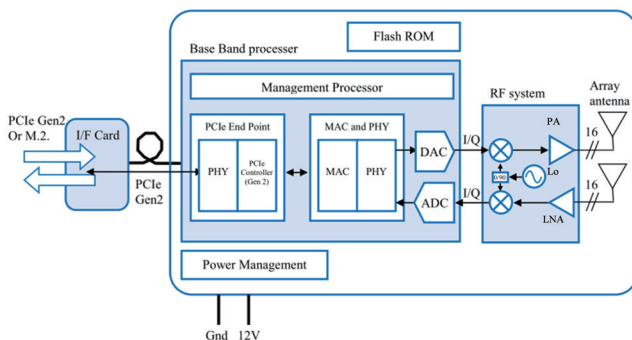 Flash ROM
Base Band processer
Management Processor
RF system
Array
antenna
PCIe Gen2
Or M.2.
I/F Card
PCIe End Point
MAC and PHY
PHY
PCIe
Controller
(Gen 2)
MAC
PHY
DAC
ADC
I/Q
I/Q
PA
16
0/90
Lo
16
LNA
PCIe
Gen2
Power Management
Gnd
12V